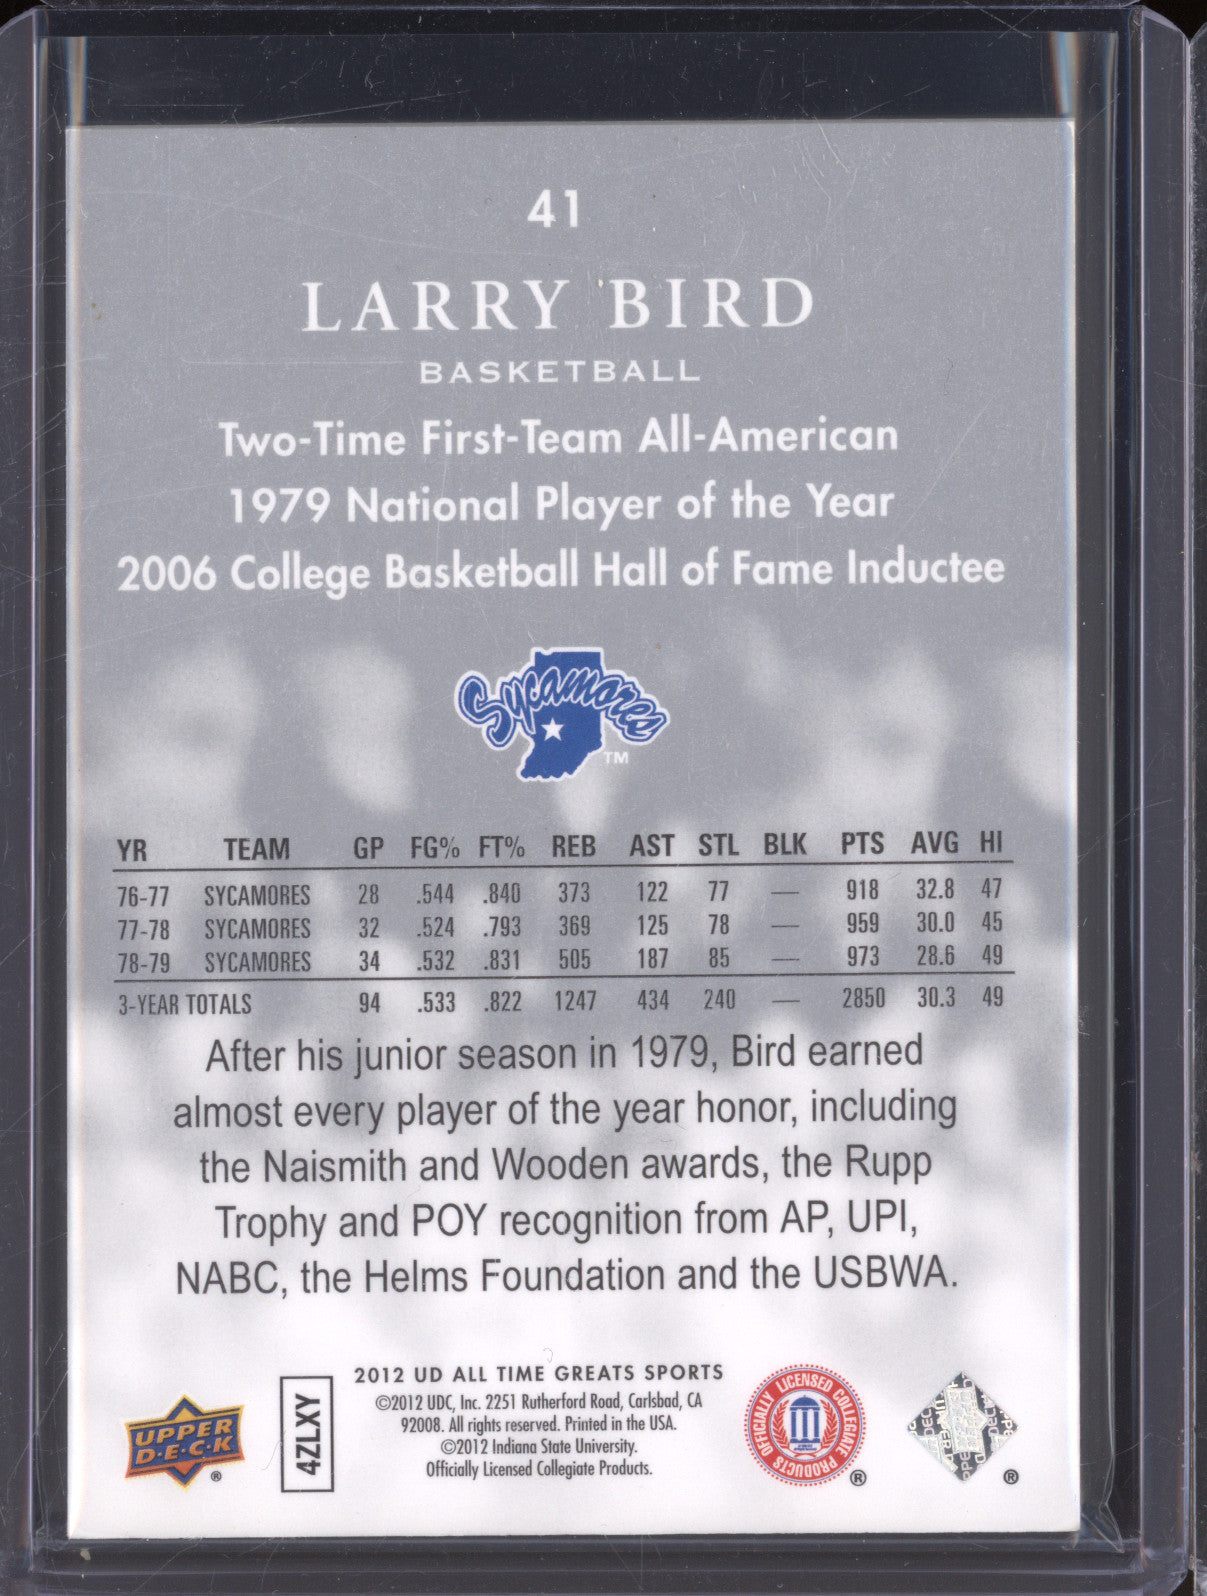 41
LARRY BIRD
BASKETBALL
Two-Time First-Team All-American
1979 National Player of the Year
2006 College Basketball Hall of Fame Inductee
Sycamores
TM
YR TEAM GP FG% FT% REB AST STL BLK PTS AVG HI
76-77 SYCAMORES 28 .544 .840 373 122 77 — 918 32.8 47
77-78 SYCAMORES 32 .524 .793 369 125 78 — 959 30.0 45
78-79 SYCAMORES 34 .532 .831 505 187 85 — 973 28.6 49
3-YEAR TOTALS 94 .533 .822 1247 434 240 — 2850 30.3 49
After his junior season in 1979, Bird earned
almost every player of the year honor, including
the Naismith and Wooden awards, the Rupp
Trophy and POY recognition from AP, UPI,
NABC, the Helms Foundation and the USBWA.
UPPER
D·E·C·K
®
4ZLXY
2012 UD ALL TIME GREATS SPORTS
©2012 UDC, Inc. 2251 Rutherford Road, Carlsbad, CA
92008. All rights reserved. Printed in the USA.
©2012 Indiana State University.
Officially Licensed Collegiate Products.
OFFICIALLY LICENSED COLLEGIATE PRODUCTS
®
®